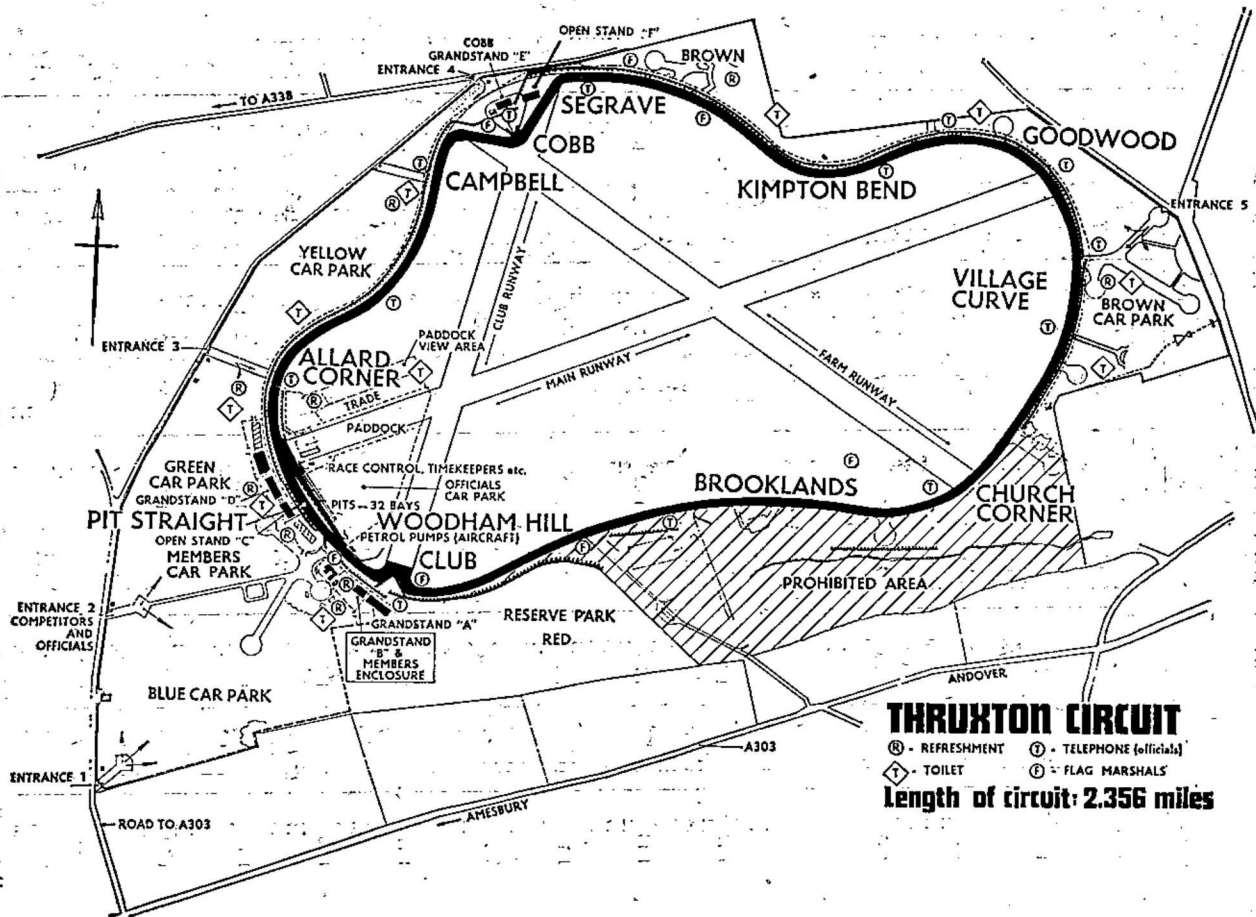 OPEN STAND "F"
COBB
GRANDSTAND "E"
ENTRANCE 4
BROWN
TO A338
SEGRAVE
COBB
CAMPBELL
GOODWOOD
KIMPTON BEND
ENTRANCE 5
YELLOW
CAR PARK
CLUB RUNWAY
VILLAGE
CURVE
BROWN
CAR PARK
ENTRANCE 3
PADDOCK
VIEW AREA
ALLARD
CORNER
TRADE
MAIN RUNWAY
FARM RUNWAY
PADDOCK
GREEN
CAR PARK
GRANDSTAND "D"
RACE CONTROL, TIMEKEEPERS etc.
OFFICIALS
CAR PARK
PITS - 32 BAYS
BROOKLANDS
CHURCH
CORNER
PIT STRAIGHT
OPEN STAND "C"
MEMBERS
CAR PARK
WOODHAM HILL
PETROL PUMPS (AIRCRAFT)
CLUB
PROHIBITED AREA
ENTRANCE 2
COMPETITORS
AND
OFFICIALS
GRANDSTAND "A"
GRANDSTAND
"B" &
MEMBERS
ENCLOSURE
RESERVE PARK
RED
BLUE CAR PARK
ANDOVER
A303
ENTRANCE 1
ROAD TO A303
AMESBURY
THRUXTON CIRCUIT
R - REFRESHMENT T - TELEPHONE (officials)
T - TOILET F - FLAG MARSHALS
Length of circuit: 2.356 miles